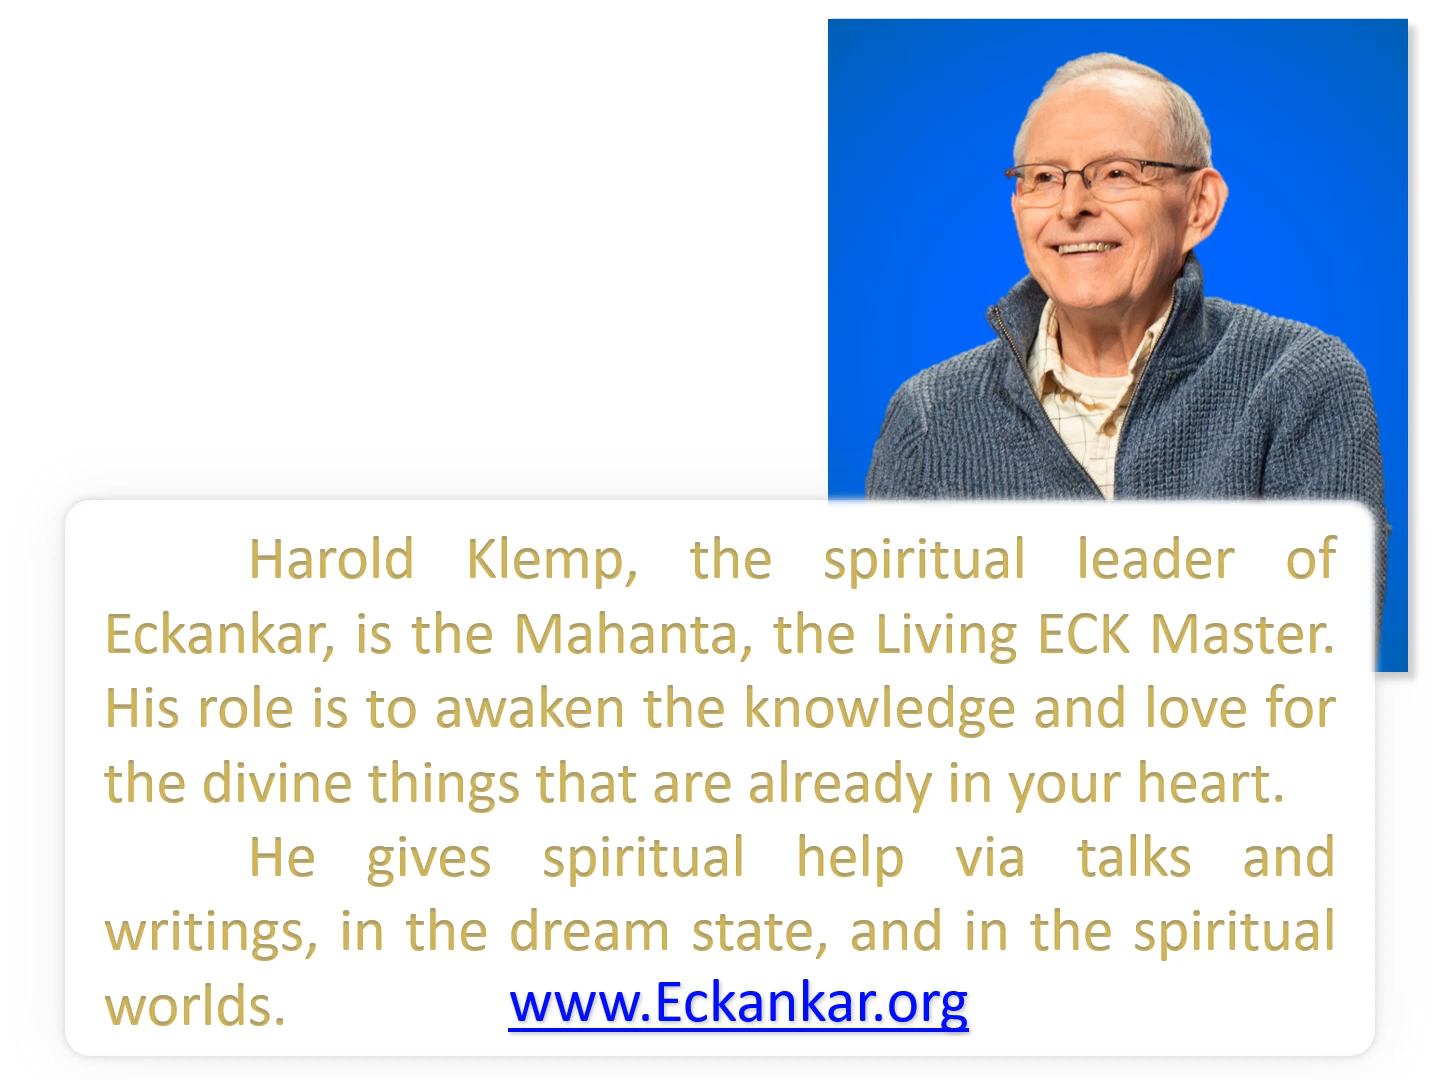 Harold Klemp, the spiritual leader of
Eckankar, is the Mahanta, the Living ECK Master.
His role is to awaken the knowledge and love for
the divine things that are already in your heart.
He gives spiritual help via talks and
writings, in the dream state, and in the spiritual
worlds. www.Eckankar.org